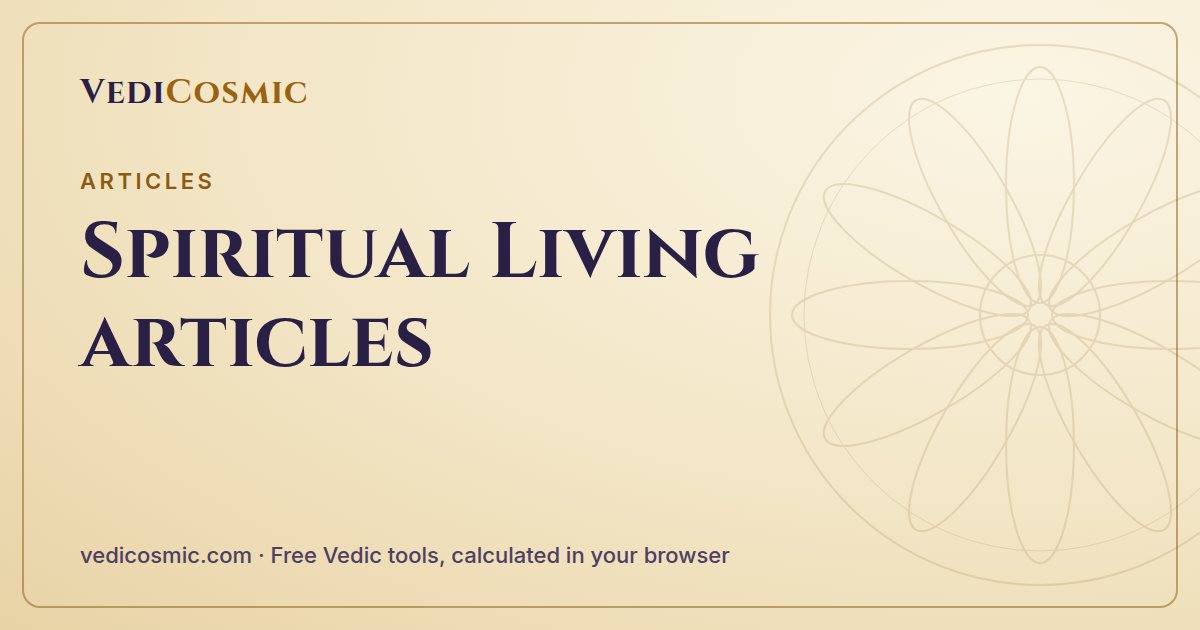 VediCosmic
ARTICLES
Spiritual Living
articles
vedicosmic.com · Free Vedic tools, calculated in your browser